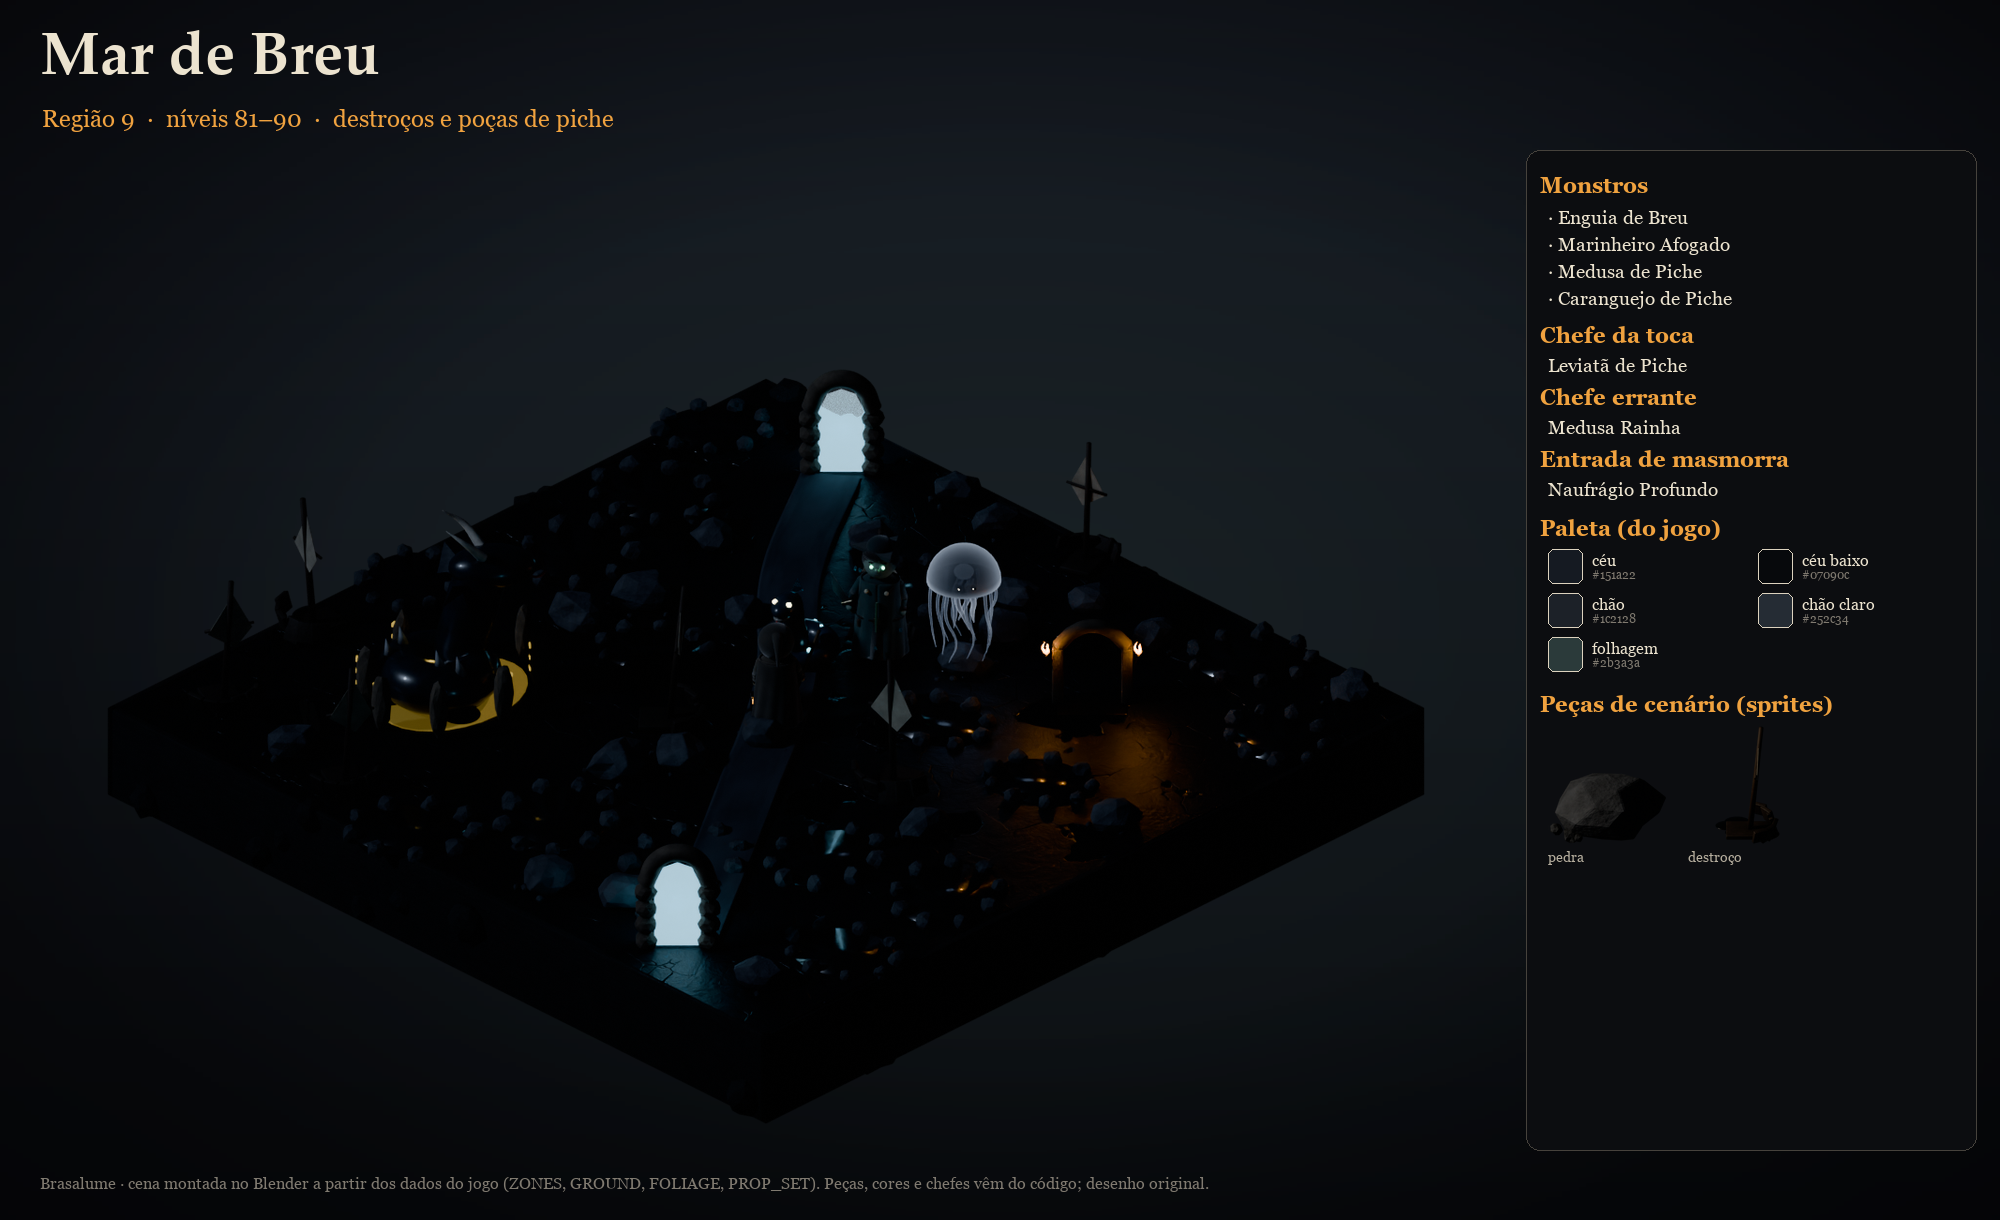 Mar de Breu
Região 9 · níveis 81–90 · destroços e poças de piche
Monstros
· Enguia de Breu
· Marinheiro Afogado
· Medusa de Piche
· Caranguejo de Piche
Chefe da toca
Leviatã de Piche
Chefe errante
Medusa Rainha
Entrada de masmorra
Naufrágio Profundo
Paleta (do jogo)
céu
#151a22
céu baixo
#07090c
chão
#1c2128
chão claro
#252c34
folhagem
#2b3a3a
Peças de cenário (sprites)
pedra
destroço
Brasalume · cena montada no Blender a partir dos dados do jogo (ZONES, GROUND, FOLIAGE, PROP_SET). Peças, cores e chefes vêm do código; desenho original.